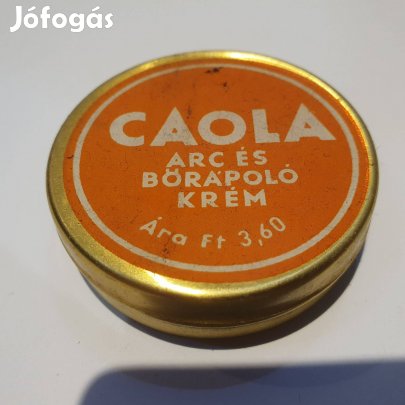 Jófogás
CAOLA
ARC ÉS
BŐRÁPOLÓ
KRÉM
Ára Ft 3,60